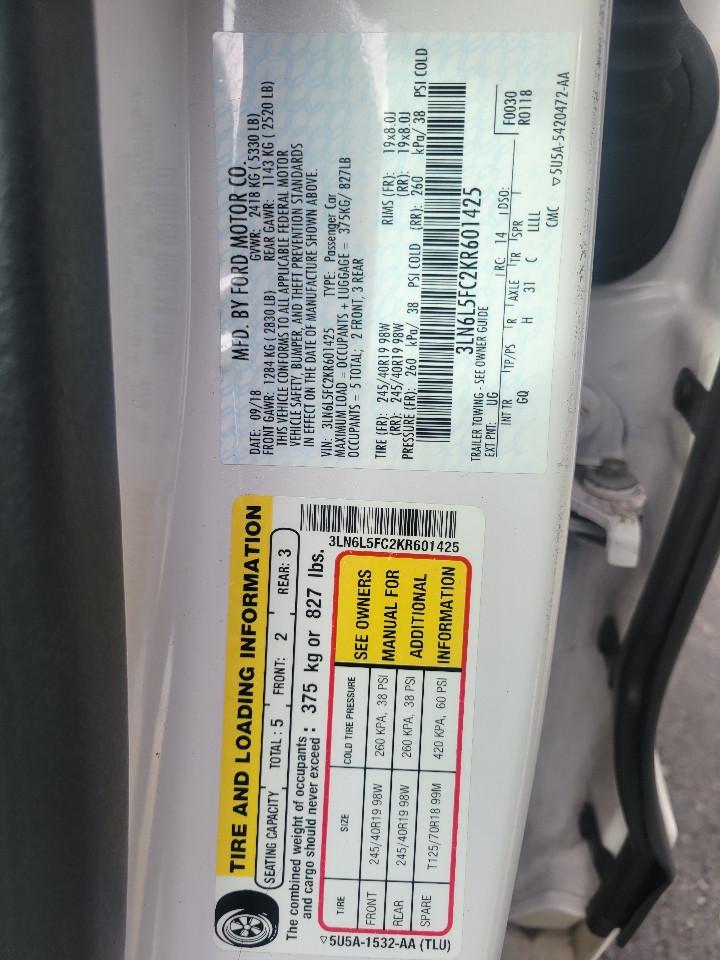 MFD. BY FORD MOTOR CO.
DATE: 09/18 GVWR: 2418 KG ( 5330 LB)
FRONT GAWR: 1284 KG ( 2830 LB) REAR GAWR: 1143 KG ( 2520 LB)
THIS VEHICLE CONFORMS TO ALL APPLICABLE FEDERAL MOTOR
VEHICLE SAFETY, BUMPER, AND THEFT PREVENTION STANDARDS
IN EFFECT ON THE DATE OF MANUFACTURE SHOWN ABOVE.
VIN: 3LN6L5FC2KR601425 TYPE: Passenger Car
MAXIMUM LOAD = OCCUPANTS + LUGGAGE = 375KG/ 827LB
OCCUPANTS = 5 TOTAL; 2 FRONT, 3 REAR
TIRE (FR): 245/40R19 98W RIMS (FR): 19x8.0J
(RR): 245/40R19 98W (RR): 19x8.0J
PRESSURE (FR): 260 kPa/ 38 PSI COLD (RR): 260 kPa/ 38 PSI COLD
3LN6L5FC2KR601425
TRAILER TOWING - SEE OWNER GUIDE
F0030
R0118
EXT PNT: UG RC: 14 DSO:
INT TR TP/PS R AXLE TR SPR
GQ H 31 C LLLL
CMC ▽5U5A-5420472-AA
TIRE AND LOADING INFORMATION
SEATING CAPACITY TOTAL : 5 FRONT: 2 REAR: 3
The combined weight of occupants
and cargo should never exceed : 375 kg or 827 lbs.
3LN6L5FC2KR601425
TIRE SIZE COLD TIRE PRESSURE
FRONT 245/40R19 98W 260 KPA, 38 PSI
REAR 245/40R19 98W 260 KPA, 38 PSI
SPARE T125/70R18 99M 420 KPA, 60 PSI
SEE OWNERS
MANUAL FOR
ADDITIONAL
INFORMATION
▽5U5A-1532-AA (TLU)